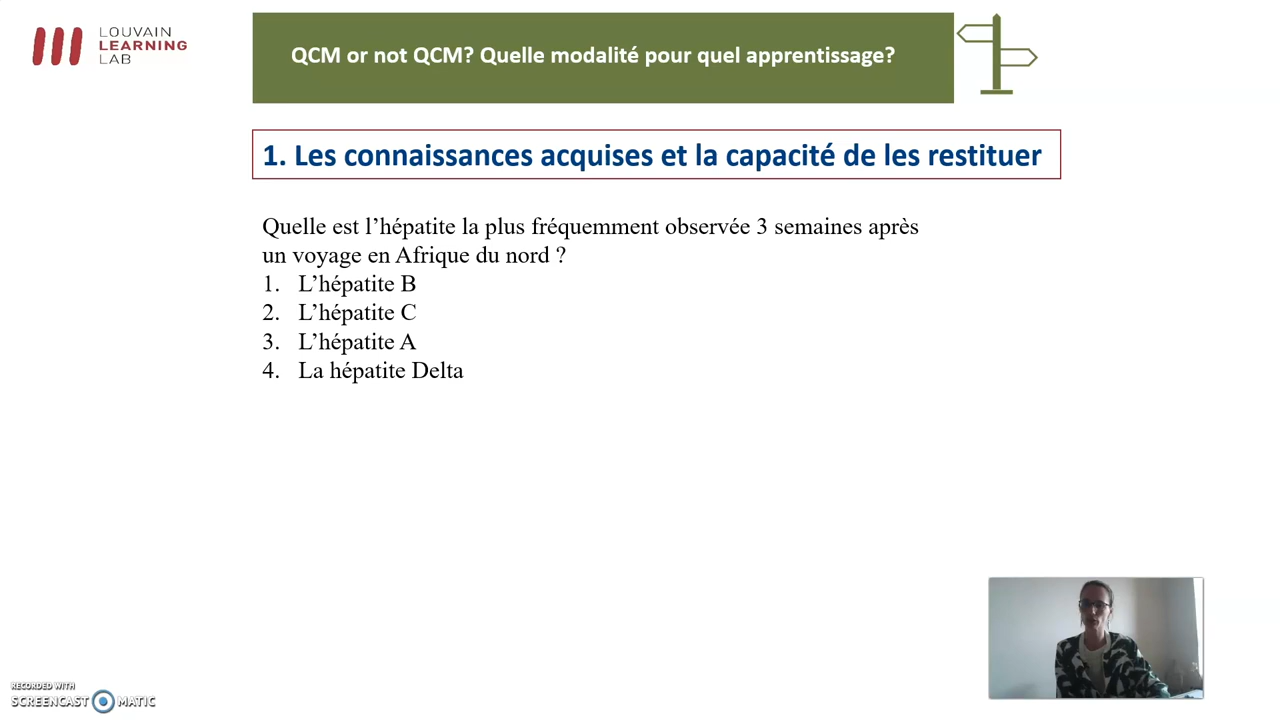 LOUVAIN
LEARNING
LAB
QCM or not QCM? Quelle modalité pour quel apprentissage?
1. Les connaissances acquises et la capacité de les restituer
Quelle est l’hépatite la plus fréquemment observée 3 semaines après
un voyage en Afrique du nord ?
1. L’hépatite B
2. L’hépatite C
3. L’hépatite A
4. La hépatite Delta
RECORDED WITH
SCREENCAST MATIC